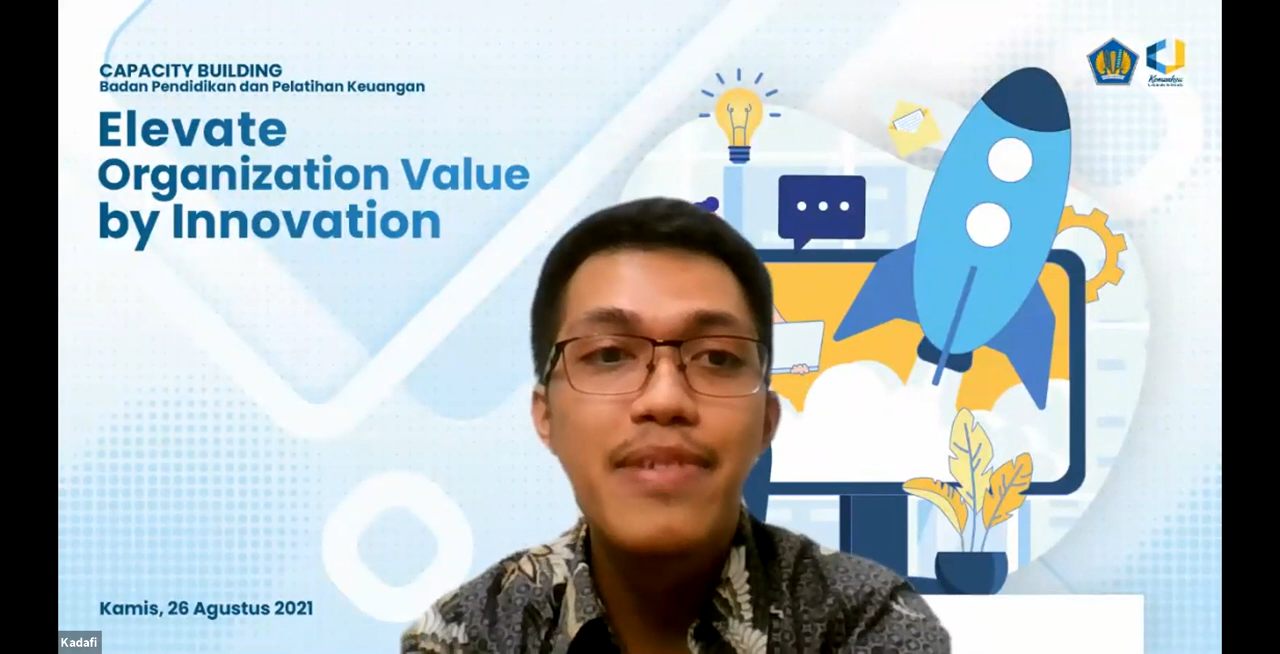 CAPACITY BUILDING
Badan Pendidikan dan Pelatihan Keuangan
Elevate
Organization Value
by Innovation
Kamis, 26 Agustus 2021
Kadafi